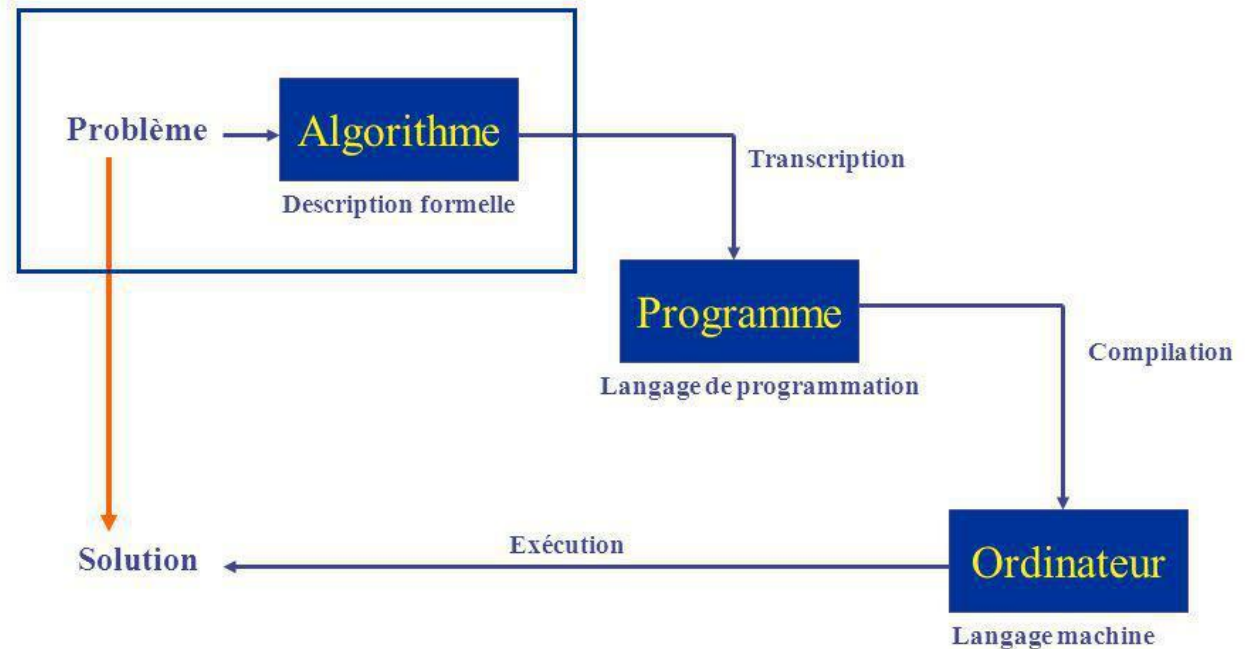 Problème
Algorithme
Description formelle
Transcription
Programme
Langage de programmation
Compilation
Solution
Exécution
Ordinateur
Langage machine